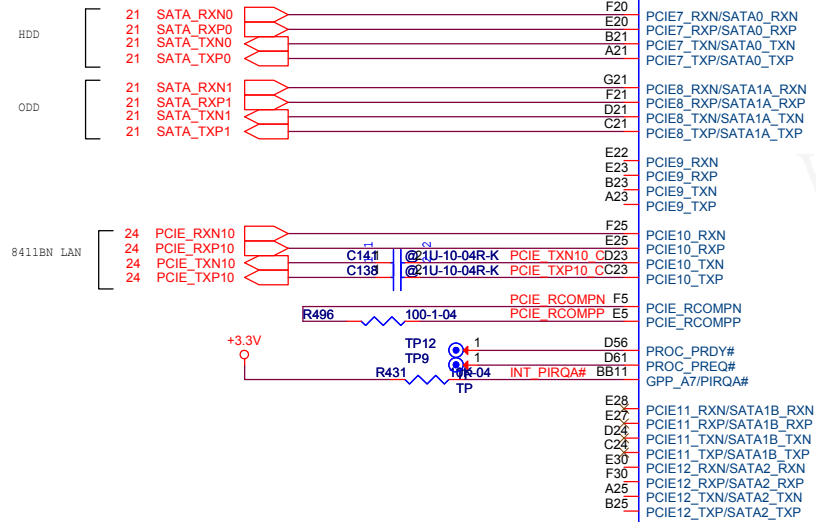 F20
21 SATA_RXN0 PCIE7_RXN/SATA0_RXN
E20
HDD 21 SATA_RXP0 PCIE7_RXP/SATA0_RXP
B21
21 SATA_TXN0 PCIE7_TXN/SATA0_TXN
A21
21 SATA_TXP0 PCIE7_TXP/SATA0_TXP
G21
21 SATA_RXN1 PCIE8_RXN/SATA1A_RXN
F21
ODD 21 SATA_RXP1 PCIE8_RXP/SATA1A_RXP
D21
21 SATA_TXN1 PCIE8_TXN/SATA1A_TXN
C21
21 SATA_TXP1 PCIE8_TXP/SATA1A_TXP
E22
PCIE9_RXN
E23
PCIE9_RXP
B23
PCIE9_TXN
A23
PCIE9_TXP
F25
24 PCIE_RXN10 PCIE10_RXN
E25
8411BN LAN 24 PCIE_RXP10 PCIE10_RXP
C141 .1U-10-04R-K PCIE_TXN10_C D23
24 PCIE_TXN10 PCIE10_TXN
C138 .1U-10-04R-K PCIE_TXP10_C C23
24 PCIE_TXP10 PCIE10_TXP
PCIE_RCOMPN F5
PCIE_RCOMPN
R496 100-1-04 PCIE_RCOMPP E5
PCIE_RCOMPP
+3.3V
TP12 1 D56
PROC_PRDY#
TP9 1 D61
PROC_PREQ#
R431 10K-04 INT_PIRQA# BB11
GPP_A7/PIRQA#
TP
E28
PCIE11_RXN/SATA1B_RXN
E27
PCIE11_RXP/SATA1B_RXP
D24
PCIE11_TXN/SATA1B_TXN
C24
PCIE11_TXP/SATA1B_TXP
E30
PCIE12_RXN/SATA2_RXN
F30
PCIE12_RXP/SATA2_RXP
A25
PCIE12_TXN/SATA2_TXN
B25
PCIE12_TXP/SATA2_TXP